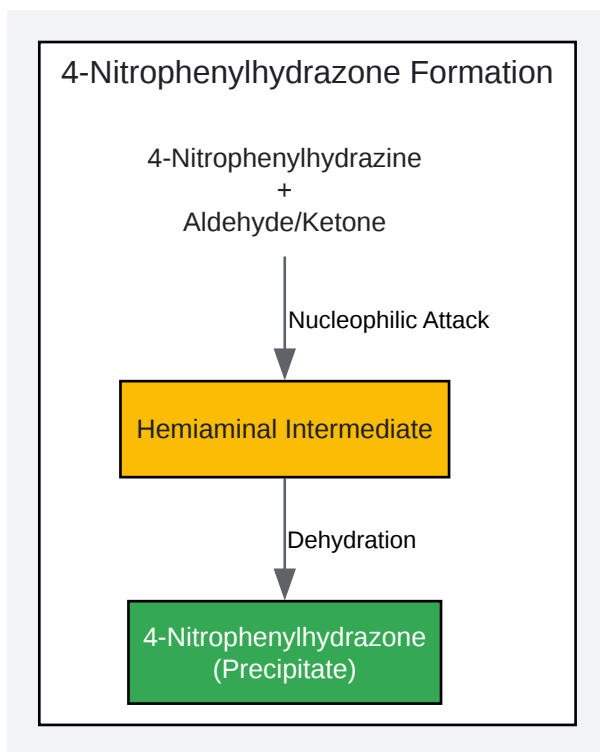 4-Nitrophenylhydrazone Formation
4-Nitrophenylhydrazine
+
Aldehyde/Ketone
Nucleophilic Attack
Hemiaminal Intermediate
Dehydration
4-Nitrophenylhydrazone
(Precipitate)